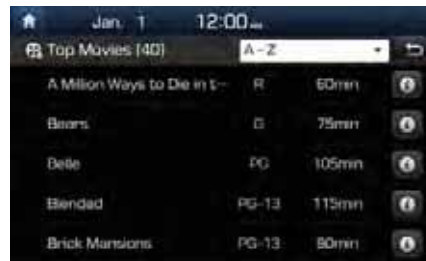 Jan. 1 12:00 am
Top Movies (40) A-Z
A Million Ways to Die in t… R 60min
Bears G 75min
Belle PG 105min
Blended PG-13 115min
Brick Mansions PG-13 90min